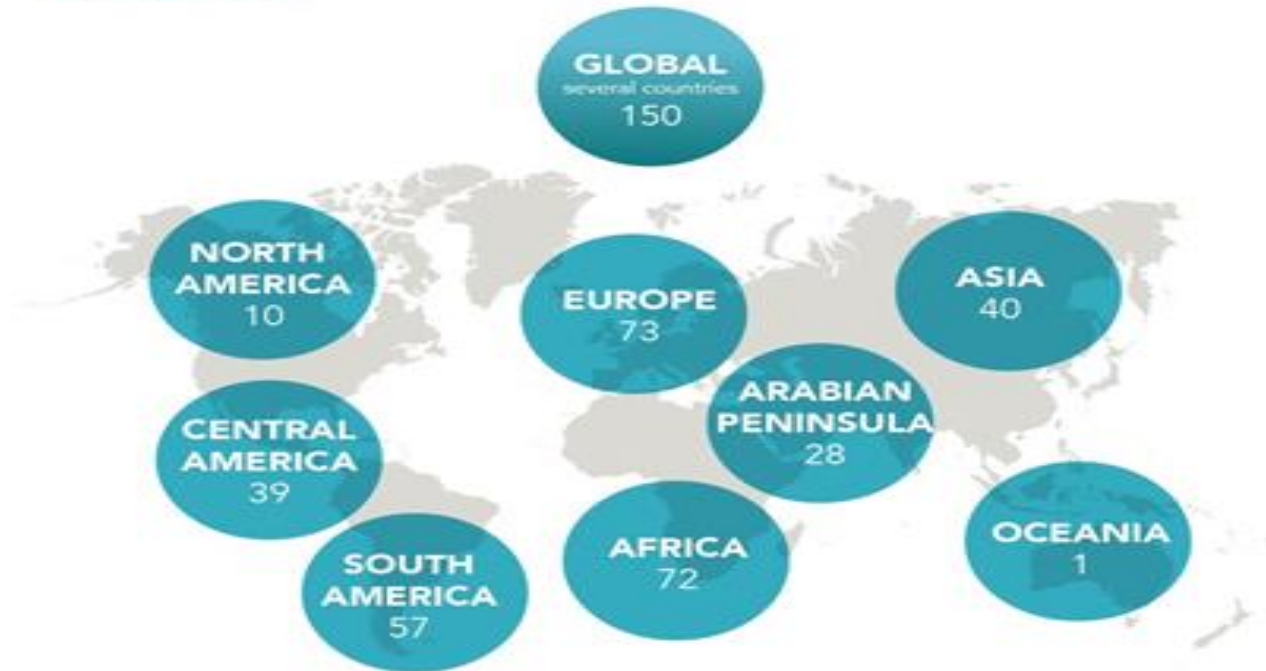 GLOBAL
several countries
150
NORTH
AMERICA
10
EUROPE
73
ASIA
40
ARABIAN
PENINSULA
28
CENTRAL
AMERICA
39
SOUTH
AMERICA
57
AFRICA
72
OCEANIA
1